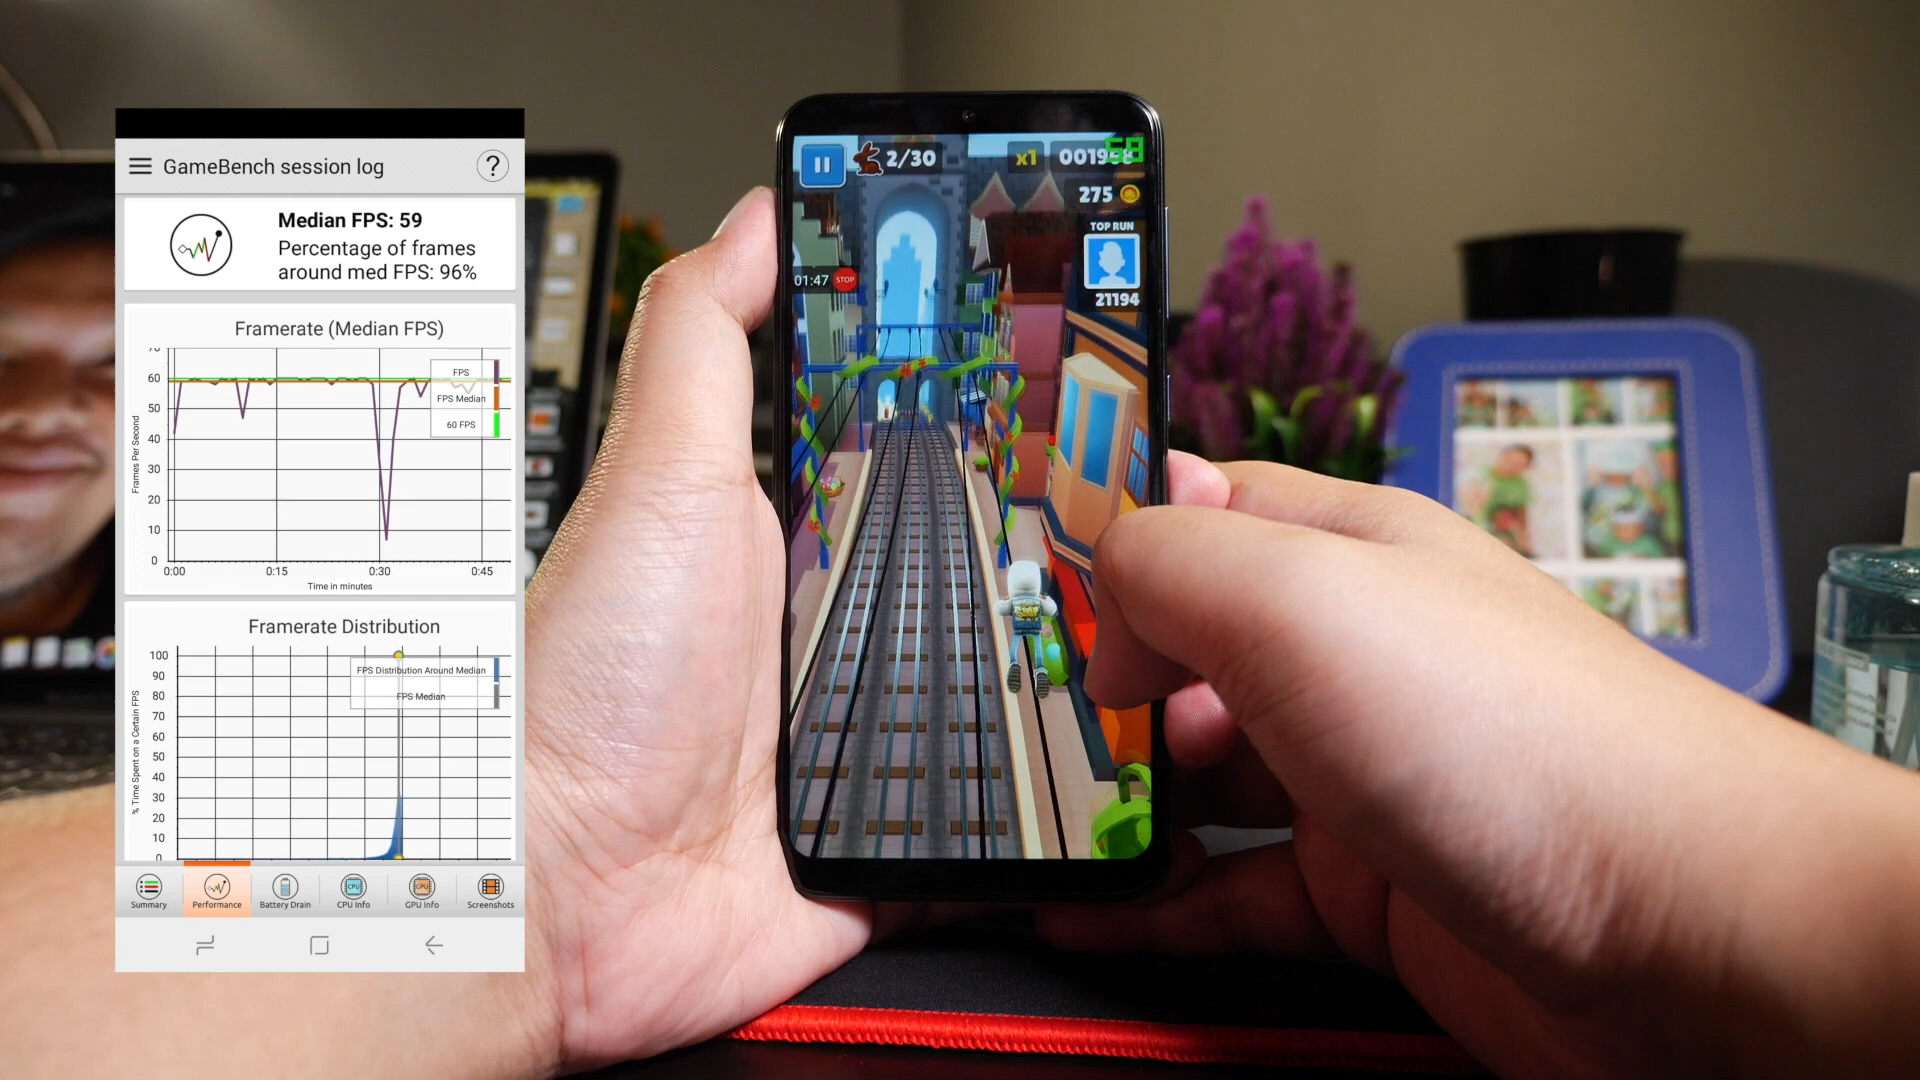 GameBench session log
?
Median FPS: 59
Percentage of frames
around med FPS: 96%
Framerate (Median FPS)
FPS
FPS Median
60 FPS
Frames Per Second
60
50
40
30
20
10
0
0:00
0:15
0:30
0:45
Time in minutes
Framerate Distribution
FPS Distribution Around Median
FPS Median
% Time Spent on a Certain FPS
100
90
80
70
60
50
40
30
20
10
0
Summary
Performance
Battery Drain
CPU
CPU Info
GPU
GPU Info
Screenshots
2/30
x1
275
TOP RUN
21194
01:47
STOP